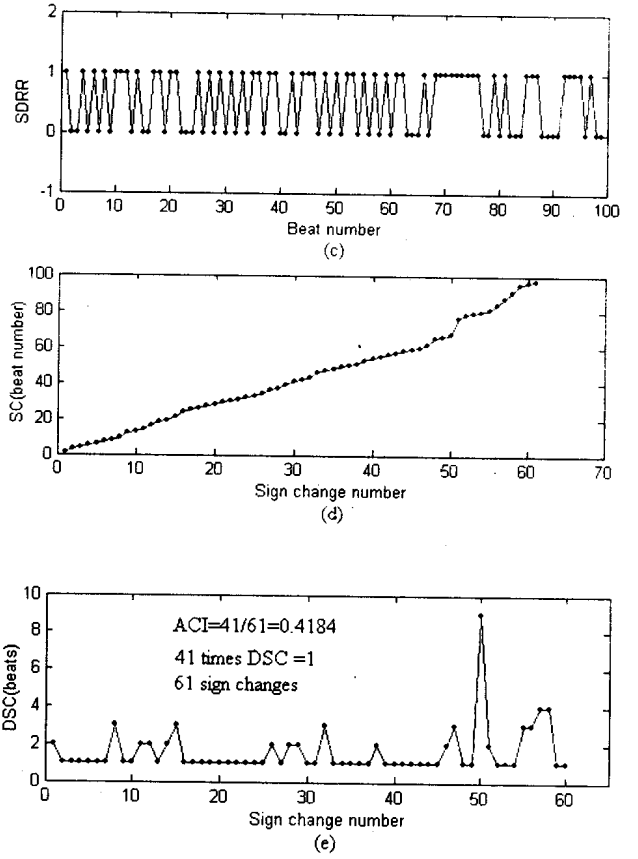 2
1
0
-1
SDRR
0 10 20 30 40 50 60 70 80 90 100
Beat number
(c)
100
80
60
40
20
0
SC(beat number)
0 10 20 30 40 50 60 70
Sign change number
(d)
10
8
6
4
2
0
DSC(beats)
ACI=41/61=0.4184
41 times DSC =1
61 sign changes
0 10 20 30 40 50 60
Sign change number
(e)